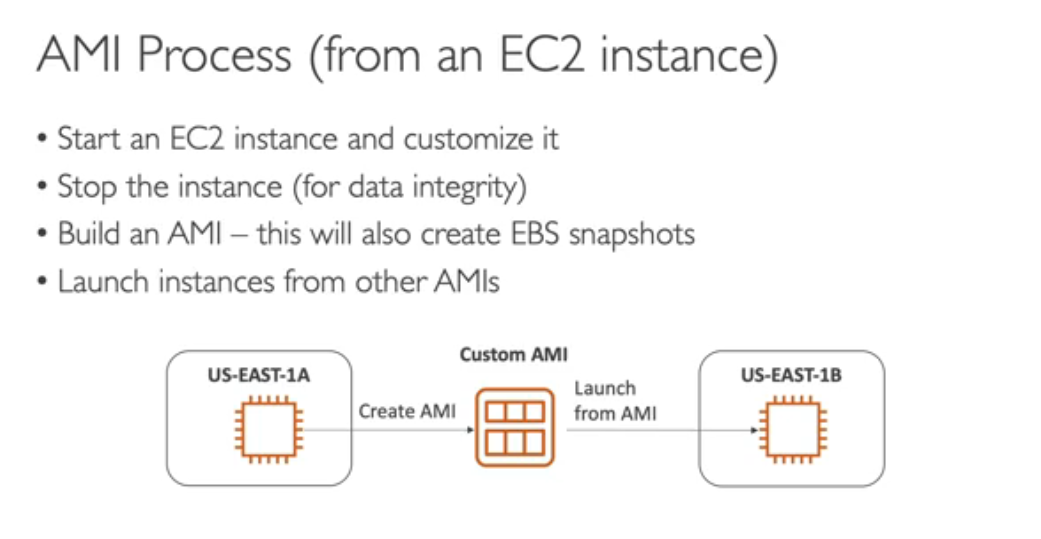 AMI Process (from an EC2 instance)
• Start an EC2 instance and customize it
• Stop the instance (for data integrity)
• Build an AMI – this will also create EBS snapshots
• Launch instances from other AMIs
Custom AMI
US-EAST-1A
US-EAST-1B
Create AMI
Launch
from AMI